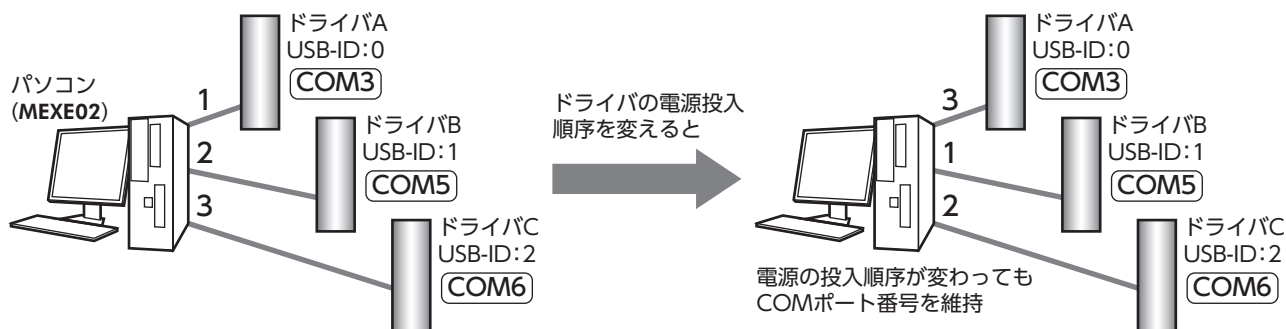 パソコン
(MEXE02)
1
2
3
ドライバA
USB-ID:0
COM3
ドライバB
USB-ID:1
COM5
ドライバC
USB-ID:2
COM6
ドライバの電源投入
順序を変えると
3
1
2
ドライバA
USB-ID:0
COM3
ドライバB
USB-ID:1
COM5
ドライバC
USB-ID:2
COM6
電源の投入順序が変わっても
COMポート番号を維持